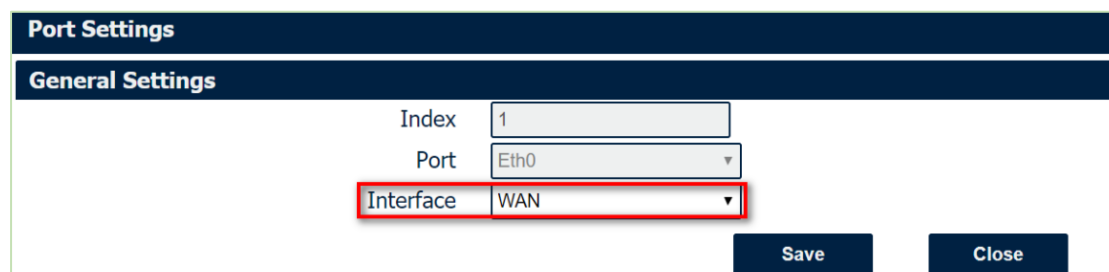 Port Settings
General Settings
Index 1
Port Eth0
Interface WAN
Save Close